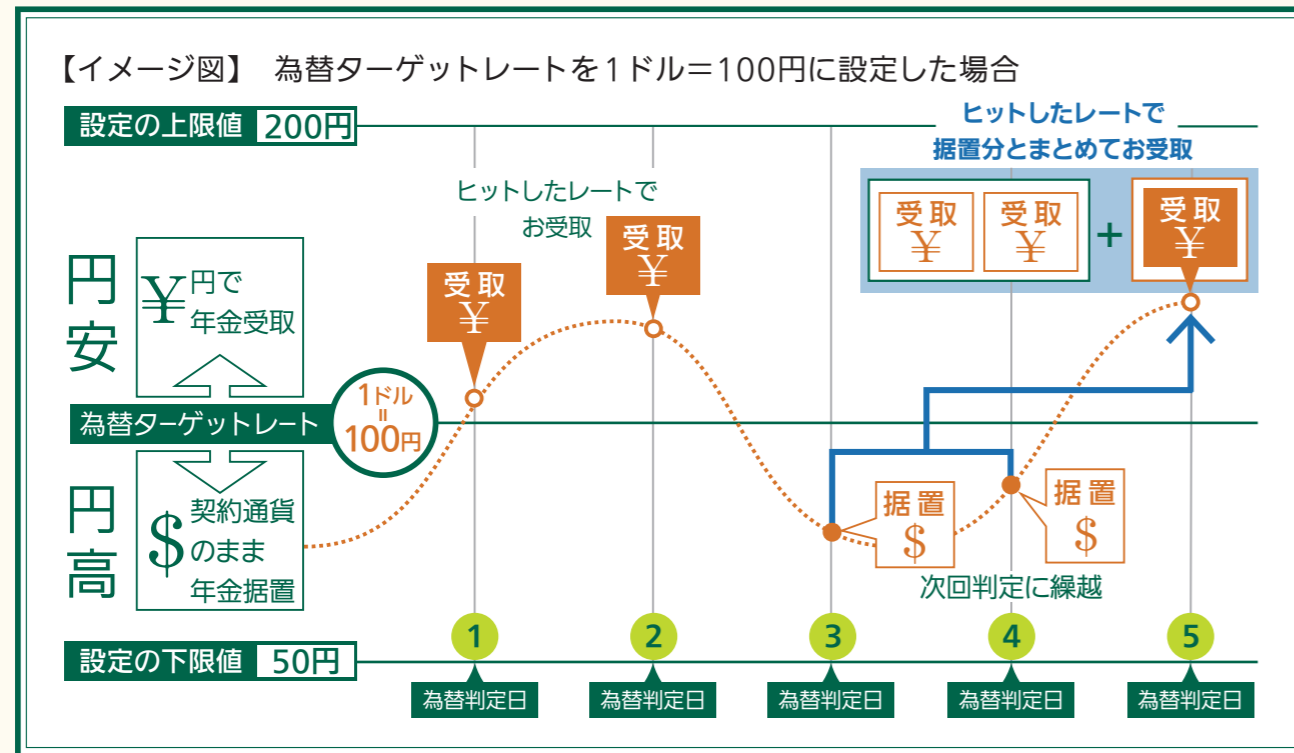 【イメージ図】 為替ターゲットレートを1ドル＝100円に設定した場合
設定の上限値 200円
ヒットしたレートで
据置分とまとめてお受取
ヒットしたレートで
お受取
受取
¥
受取
¥
受取
¥
受取
¥
+
受取
¥
円安
¥
円で
年金受取
為替ターゲットレート
1ドル
=
100円
円高
$
契約通貨
のまま
年金据置
据置
$
据置
$
次回判定に繰越
設定の下限値 50円
1
2
3
4
5
為替判定日
為替判定日
為替判定日
為替判定日
為替判定日